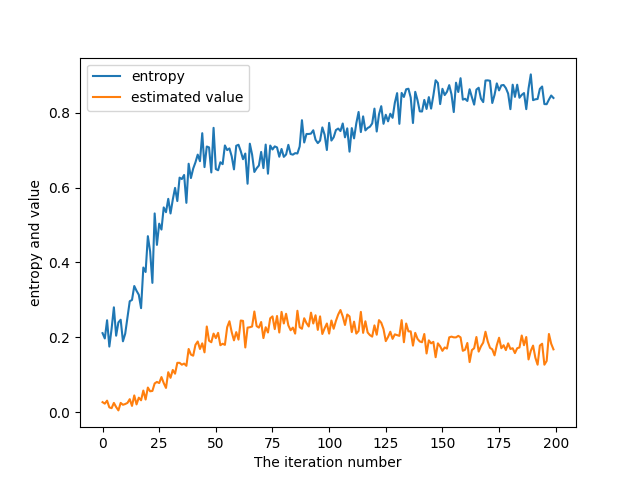 entropy
estimated value
entropy and value
0.8
0.6
0.4
0.2
0.0
0 25 50 75 100 125 150 175 200
The iteration number